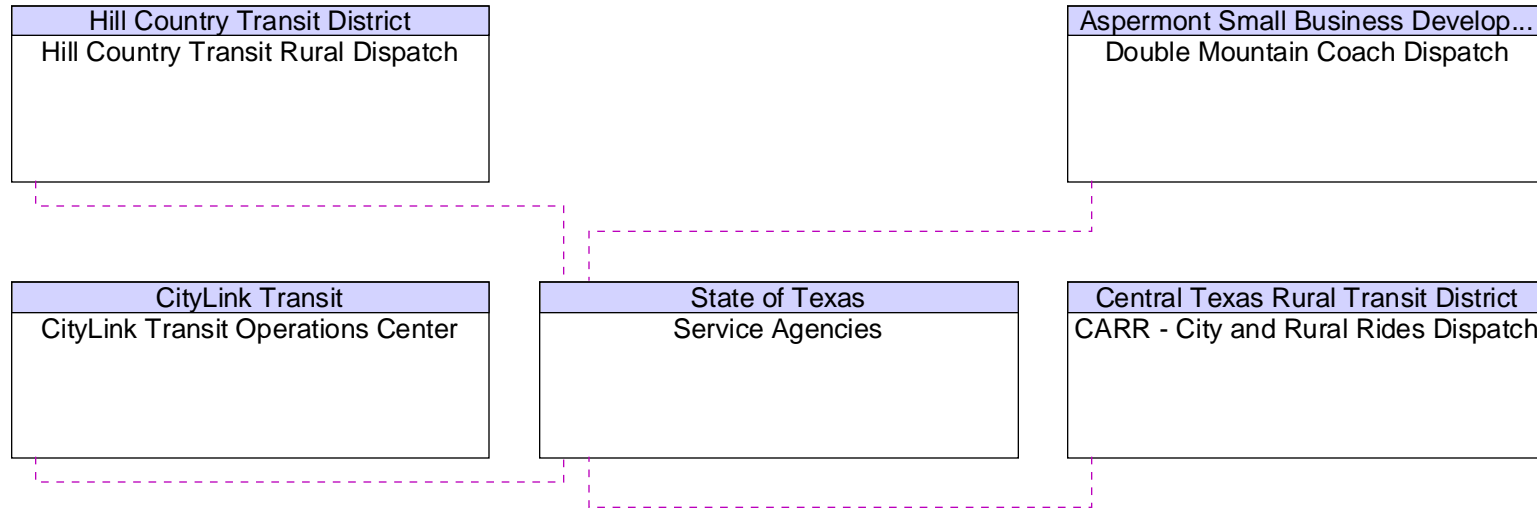 Hill Country Transit District
Hill Country Transit Rural Dispatch
Aspermont Small Business Develop...
Double Mountain Coach Dispatch
CityLink Transit
CityLink Transit Operations Center
State of Texas
Service Agencies
Central Texas Rural Transit District
CARR - City and Rural Rides Dispatch